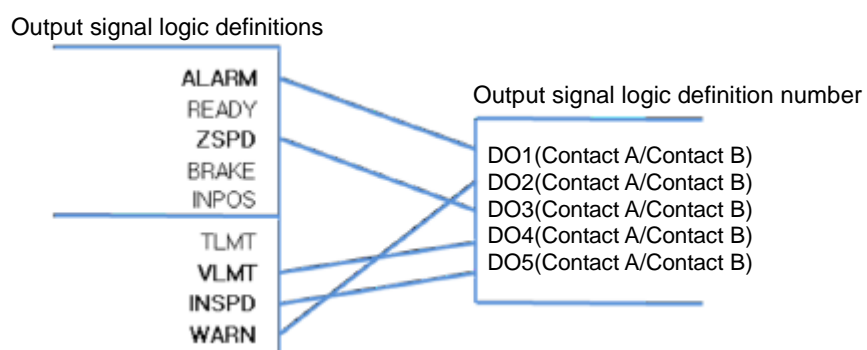 Output signal logic definitions
ALARM
READY
ZSPD
BRAKE
INPOS
TLMT
VLMT
INSPD
WARN
Output signal logic definition number
DO1(Contact A/Contact B)
DO2(Contact A/Contact B)
DO3(Contact A/Contact B)
DO4(Contact A/Contact B)
DO5(Contact A/Contact B)